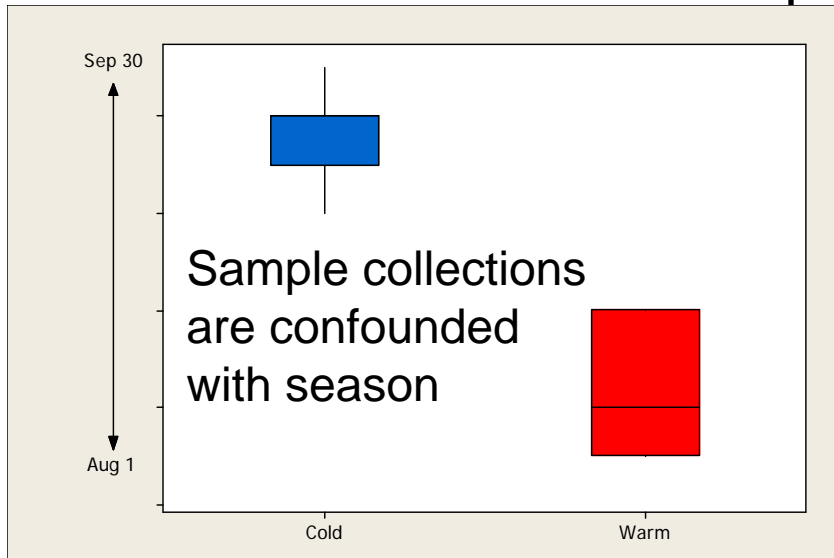 Sep 30
Sample collections
are confounded
with season
Aug 1
Cold Warm